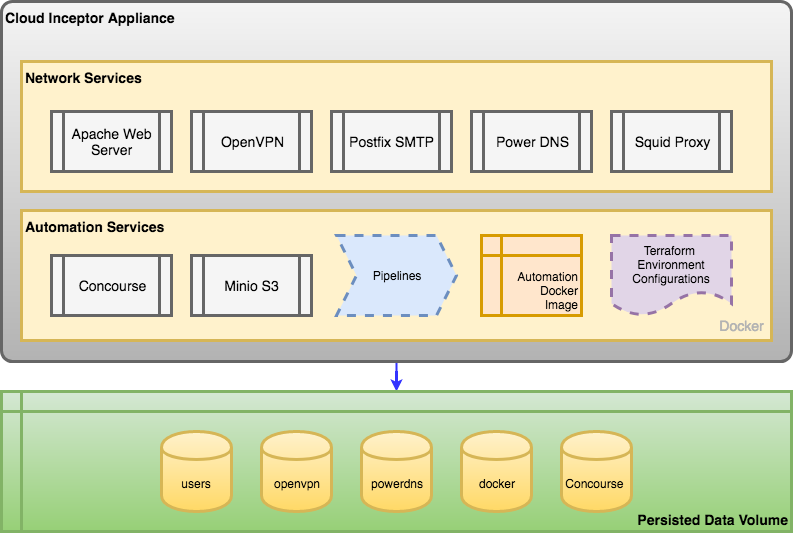 Cloud Inceptor Appliance
Network Services
Apache Web
Server
OpenVPN
Postfix SMTP
Power DNS
Squid Proxy
Automation Services
Concourse
Minio S3
Pipelines
Automation
Docker
Image
Terraform
Environment
Configurations
Docker
users
openvpn
powerdns
docker
Concourse
Persisted Data Volume